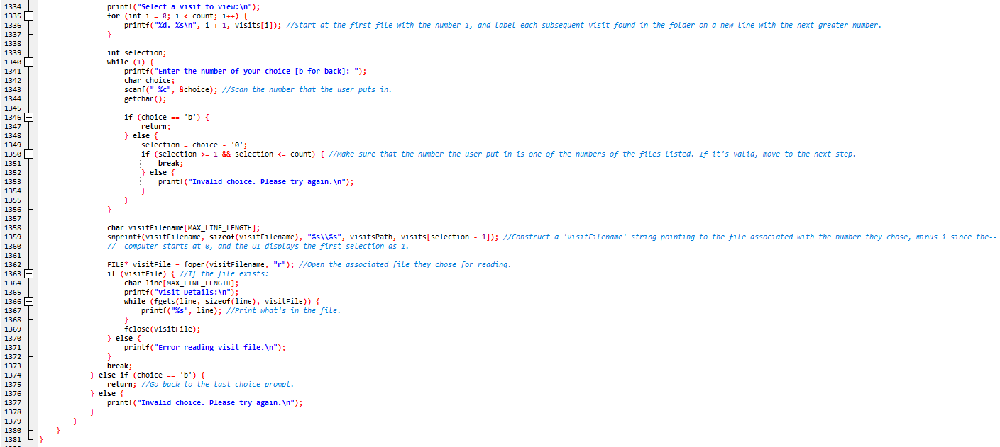 1334 printf("Select a visit to view:\n");
1335 for (int i = 0; i < count; i++) {
1336 printf("%d. %s\n", i + 1, visits[i]); //Start at the first file with the number 1, and label each subsequent visit found in the folder on a new line with the next greater number.
1337 }
1338
1339 int selection;
1340 while (1) {
1341 printf("Enter the number of your choice [b for back]: ");
1342 char choice;
1343 scanf(" %c", &choice); //Scan the number that the user puts in.
1344 getchar();
1345
1346 if (choice == 'b') {
1347 return;
1348 } else {
1349 selection = choice - '0';
1350 if (selection >= 1 && selection <= count) { //Make sure that the number the user put in is one of the numbers of the files listed. If it's valid, move to the next step.
1351 break;
1352 } else {
1353 printf("Invalid choice. Please try again.\n");
1354 }
1355 }
1356 }
1357
1358 char visitFilename[MAX_LINE_LENGTH];
1359 snprintf(visitFilename, sizeof(visitFilename), "%s\\%s", visitsPath, visits[selection - 1]); //Construct a 'visitFilename' string pointing to the file associated with the number they chose, minus 1 since the--
1360 //--computer starts at 0, and the UI displays the first selection as 1.
1361
1362 FILE* visitFile = fopen(visitFilename, "r"); //Open the associated file they chose for reading.
1363 if (visitFile) { //If the file exists:
1364 char line[MAX_LINE_LENGTH];
1365 printf("Visit Details:\n");
1366 while (fgets(line, sizeof(line), visitFile)) {
1367 printf("%s", line); //Print what's in the file.
1368 }
1369 fclose(visitFile);
1370 } else {
1371 printf("Error reading visit file.\n");
1372 }
1373 break;
1374 } else if (choice == 'b') {
1375 return; //Go back to the last choice prompt.
1376 } else {
1377 printf("Invalid choice. Please try again.\n");
1378 }
1379 }
1380 }
1381 }